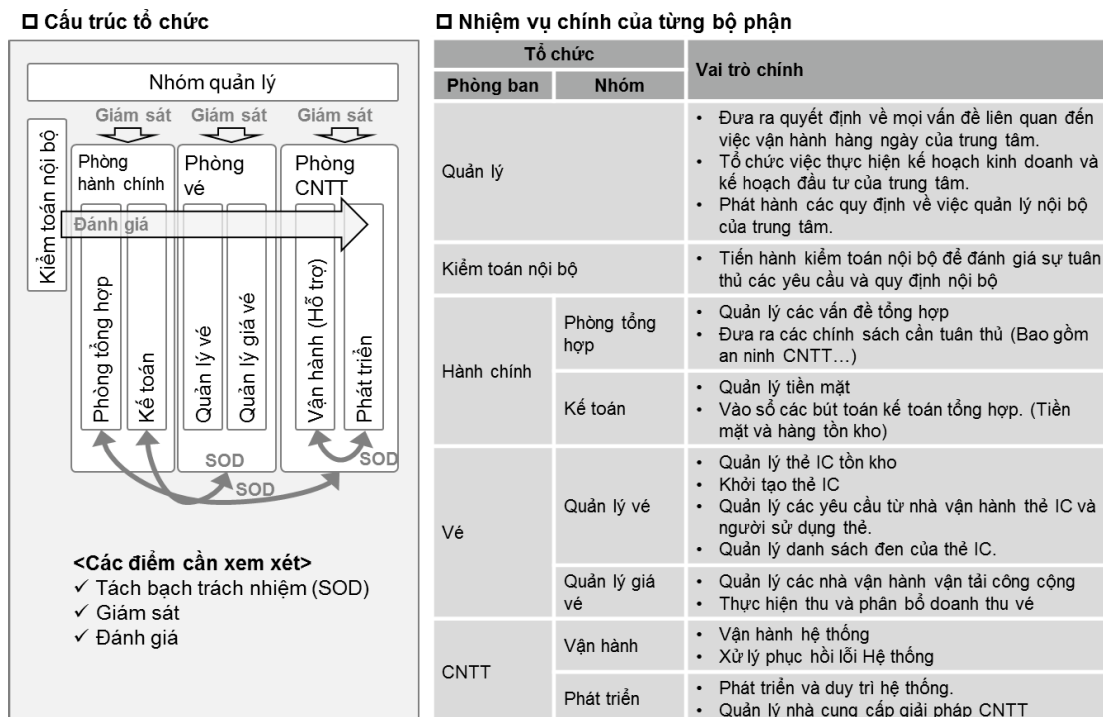 Cấu trúc tổ chức
Nhóm quản lý
Giám sát
Giám sát
Giám sát
Kiểm toán nội bộ
Phòng
hành chính
Phòng
vé
Phòng
CNTT
Đánh giá
Phòng tổng hợp
Kế toán
Quản lý vé
Quản lý giá vé
Vận hành (Hỗ trợ)
Phát triển
SOD
SOD
SOD
<Các điểm cần xem xét>
✓ Tách bạch trách nhiệm (SOD)
✓ Giám sát
✓ Đánh giá
Nhiệm vụ chính của từng bộ phận
Tổ chức
Vai trò chính
Phòng ban
Nhóm
Quản lý
• Đưa ra quyết định về mọi vấn đề liên quan đến
việc vận hành hàng ngày của trung tâm.
• Tổ chức việc thực hiện kế hoạch kinh doanh và
kế hoạch đầu tư của trung tâm.
• Phát hành các quy định về việc quản lý nội bộ
của trung tâm.
Kiểm toán nội bộ
• Tiến hành kiểm toán nội bộ để đánh giá sự tuân
thủ các yêu cầu và quy định nội bộ
Hành chính
Phòng tổng
hợp
• Quản lý các vấn đề tổng hợp
• Đưa ra các chính sách cần tuân thủ (Bao gồm
an ninh CNTT…)
Kế toán
• Quản lý tiền mặt
• Vào sổ các bút toán kế toán tổng hợp. (Tiền
mặt và hàng tồn kho)
Vé
Quản lý vé
• Quản lý thẻ IC tồn kho
• Khởi tạo thẻ IC
• Quản lý các yêu cầu từ nhà vận hành thẻ IC và
người sử dụng thẻ.
• Quản lý danh sách đen của thẻ IC.
Quản lý giá
vé
• Quản lý các nhà vận hành vận tải công cộng
• Thực hiện thu và phân bổ doanh thu vé
CNTT
Vận hành
• Vận hành hệ thống
• Xử lý phục hồi lỗi Hệ thống
Phát triển
• Phát triển và duy trì hệ thống.
• Quản lý nhà cung cấp giải pháp CNTT